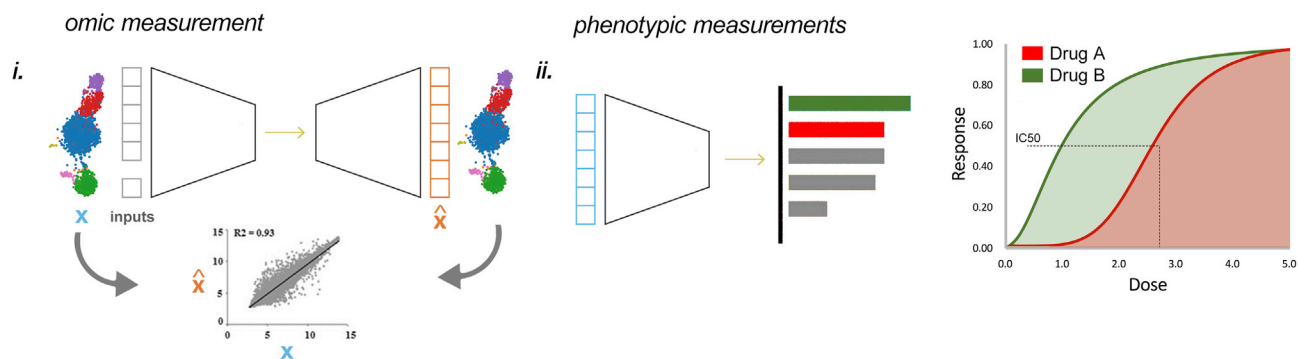 omic measurement
phenotypic measurements
i.
x
inputs
x̂
R2 = 0.93
15
10
5
0
0
5
10
15
x̂
x
ii.
Drug A
Drug B
IC50
Response
1.00
0.80
0.60
0.40
0.20
0.00
0.0
1.0
2.0
3.0
4.0
5.0
Dose